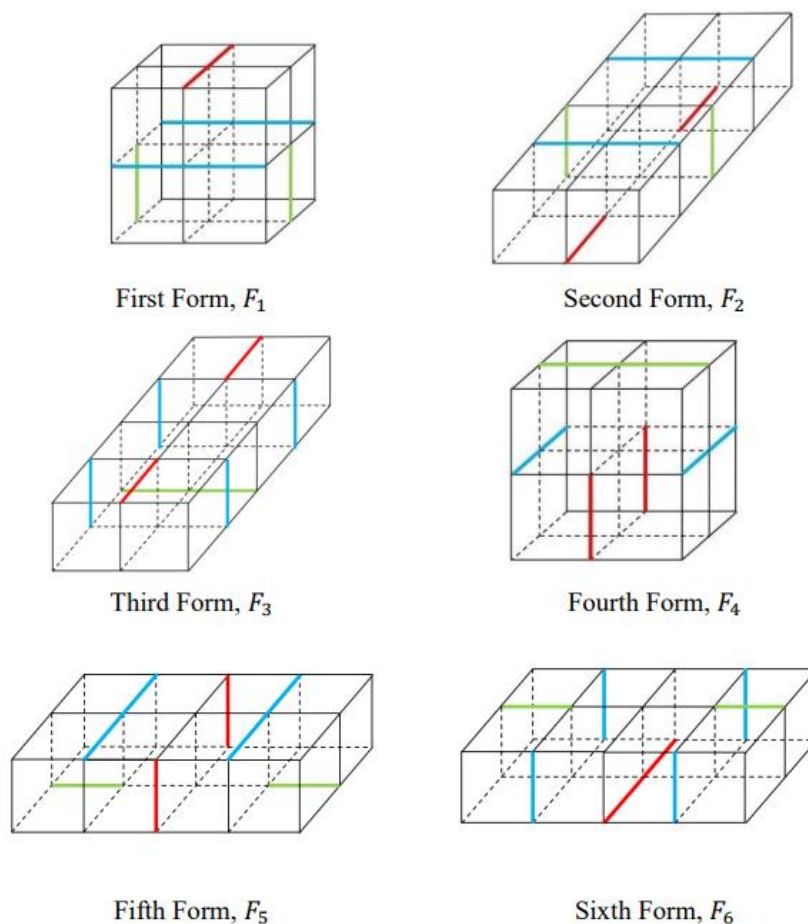 First Form, F₁
Second Form, F₂
Third Form, F₃
Fourth Form, F₄
Fifth Form, F₅
Sixth Form, F₆